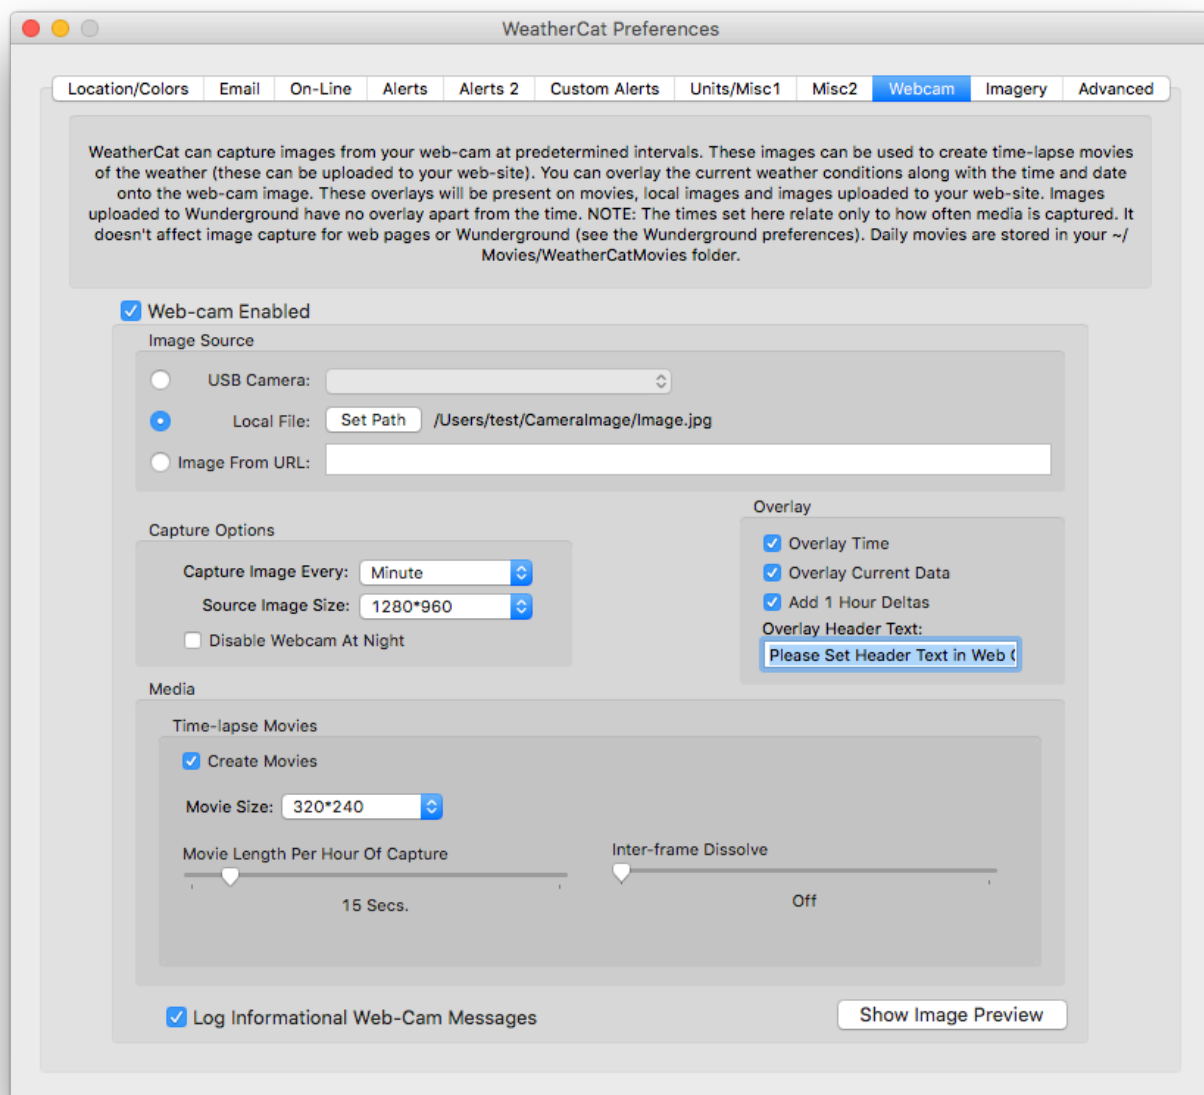 WeatherCat Preferences
Location/Colors Email On-Line Alerts Alerts 2 Custom Alerts Units/Misc1 Misc2 Webcam Imagery Advanced
WeatherCat can capture images from your web-cam at predetermined intervals. These images can be used to create time-lapse movies
of the weather (these can be uploaded to your web-site). You can overlay the current weather conditions along with the time and date
onto the web-cam image. These overlays will be present on movies, local images and images uploaded to your web-site. Images
uploaded to Wunderground have no overlay apart from the time. NOTE: The times set here relate only to how often media is captured. It
doesn't affect image capture for web pages or Wunderground (see the Wunderground preferences). Daily movies are stored in your ~/
Movies/WeatherCatMovies folder.
Web-cam Enabled
Image Source
USB Camera:
Local File: Set Path /Users/test/CameraImage/Image.jpg
Image From URL:
Capture Options
Capture Image Every: Minute
Source Image Size: 1280*960
Disable Webcam At Night
Overlay
Overlay Time
Overlay Current Data
Add 1 Hour Deltas
Overlay Header Text:
Please Set Header Text in Web
Media
Time-lapse Movies
Create Movies
Movie Size: 320*240
Movie Length Per Hour Of Capture
15 Secs.
Inter-frame Dissolve
Off
Log Informational Web-Cam Messages
Show Image Preview